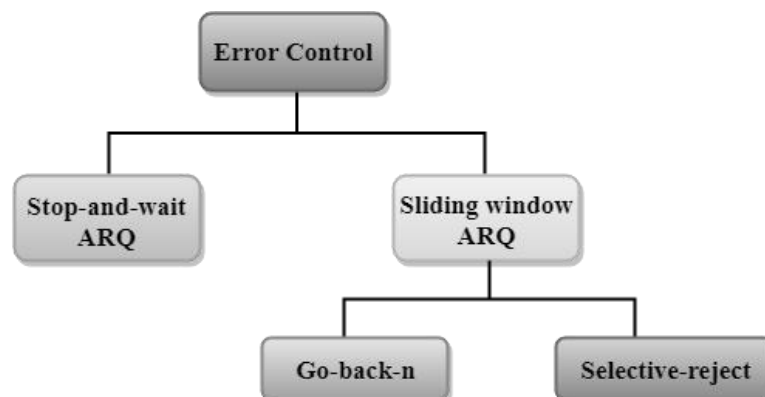 Error Control
Stop-and-wait
ARQ
Sliding window
ARQ
Go-back-n
Selective-reject